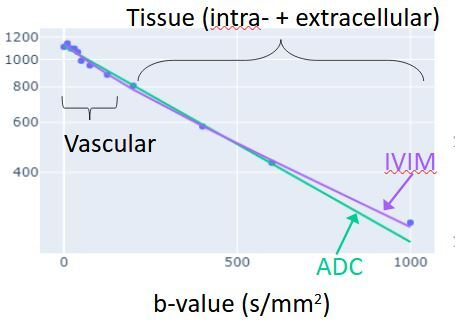 Tissue (intra- + extracellular)
1200
1000
800
600
400
Vascular
IVIM
ADC
0
500
1000
b-value (s/mm²)